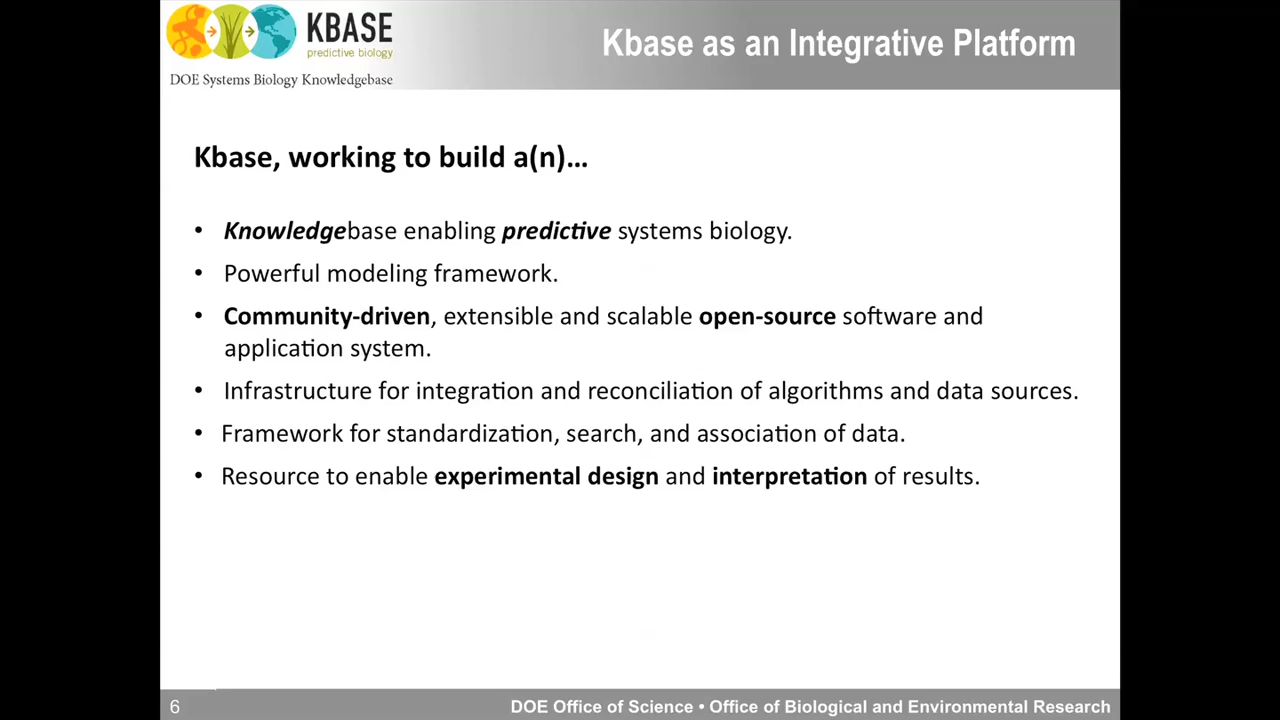 KBASE
predictive biology
DOE Systems Biology Knowledgebase
Kbase as an Integrative Platform
Kbase, working to build a(n)…
• Knowledgebase enabling predictive systems biology.
• Powerful modeling framework.
• Community-driven, extensible and scalable open-source software and
application system.
• Infrastructure for integration and reconciliation of algorithms and data sources.
• Framework for standardization, search, and association of data.
• Resource to enable experimental design and interpretation of results.
6
DOE Office of Science • Office of Biological and Environmental Research